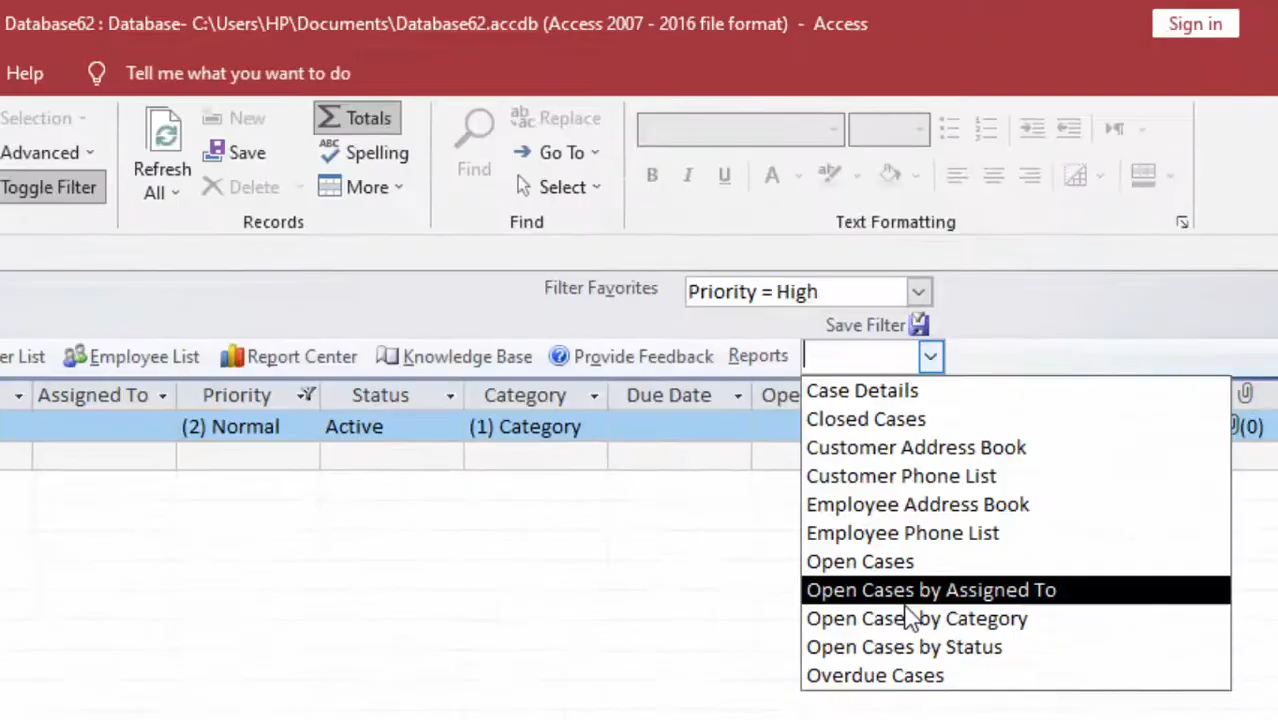 Database62 : Database- C:\Users\HP\Documents\Database62.accdb (Access 2007 - 2016 file format) - Access
Sign in
Help
Tell me what you want to do
Selection
New
Totals
Replace
Advanced
Refresh All
Save
Spelling
Find
Go To
Toggle Filter
Delete
More
Select
B I U A
Records
Find
Text Formatting
Filter Favorites
Priority = High
Save Filter
er List
Employee List
Report Center
Knowledge Base
Provide Feedback
Reports
Assigned To
Priority
Status
Category
Due Date
Ope
(2) Normal
Active
(1) Category
(0)
Case Details
Closed Cases
Customer Address Book
Customer Phone List
Employee Address Book
Employee Phone List
Open Cases
Open Cases by Assigned To
Open Cases by Category
Open Cases by Status
Overdue Cases